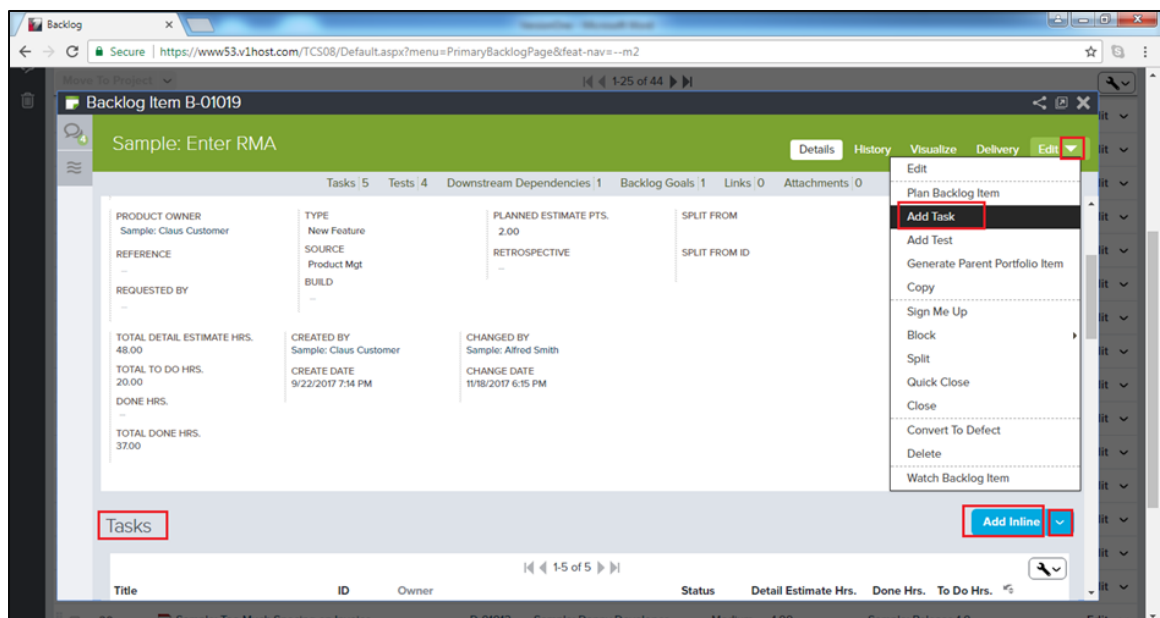 Backlog
Secure | https://www53.v1host.com/TCS08/Default.aspx?menu=PrimaryBacklogPage&feat-nav=--m2
Move To Project 1-25 of 44
Backlog Item B-01019
4
Sample: Enter RMA
Details History Visualize Delivery Edit
Tasks 5 Tests 4 Downstream Dependencies 1 Backlog Goals 1 Links 0 Attachments 0
Edit
Plan Backlog Item
Add Task
Add Test
Generate Parent Portfolio Item
Copy
Sign Me Up
Block
Split
Quick Close
Close
Convert To Defect
Delete
Watch Backlog Item
PRODUCT OWNER TYPE PLANNED ESTIMATE PTS. SPLIT FROM
Sample: Claus Customer New Feature 2.00
REFERENCE SOURCE RETROSPECTIVE SPLIT FROM ID
-- Product Mgt --
REQUESTED BY BUILD
-- --
TOTAL DETAIL ESTIMATE HRS. CREATED BY CHANGED BY
48.00 Sample: Claus Customer Sample: Alfred Smith
TOTAL TO DO HRS. CREATE DATE CHANGE DATE
20.00 9/22/2017 7:14 PM 11/18/2017 6:15 PM
DONE HRS.
--
TOTAL DONE HRS.
37.00
Tasks Add Inline
1-5 of 5
Title ID Owner Status Detail Estimate Hrs. Done Hrs. To Do Hrs.